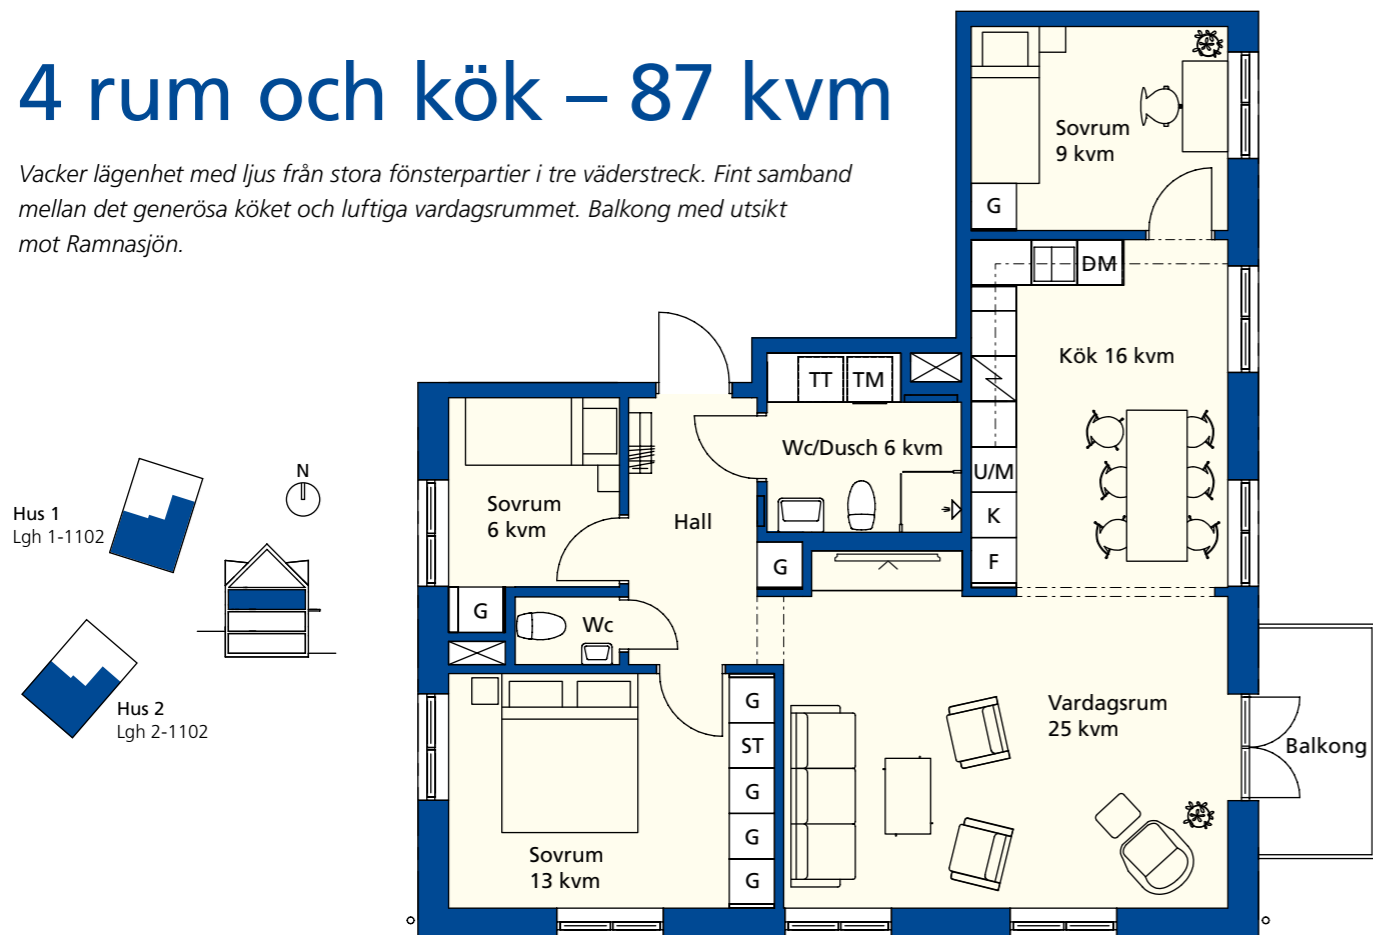 4 rum och kök – 87 kvm
Vacker lägenhet med ljus från stora fönsterpartier i tre väderstreck. Fint samband
mellan det generösa köket och luftiga vardagsrummet. Balkong med utsikt
mot Ramnasjön.
Sovrum
9 kvm
G
DM
Kök 16 kvm
TT
TM
Wc/Dusch 6 kvm
U/M
K
F
Sovrum
6 kvm
Hall
G
G
Wc
N
Hus 1
Lgh 1-1102
Hus 2
Lgh 2-1102
G
ST
G
G
G
Sovrum
13 kvm
Vardagsrum
25 kvm
Balkong